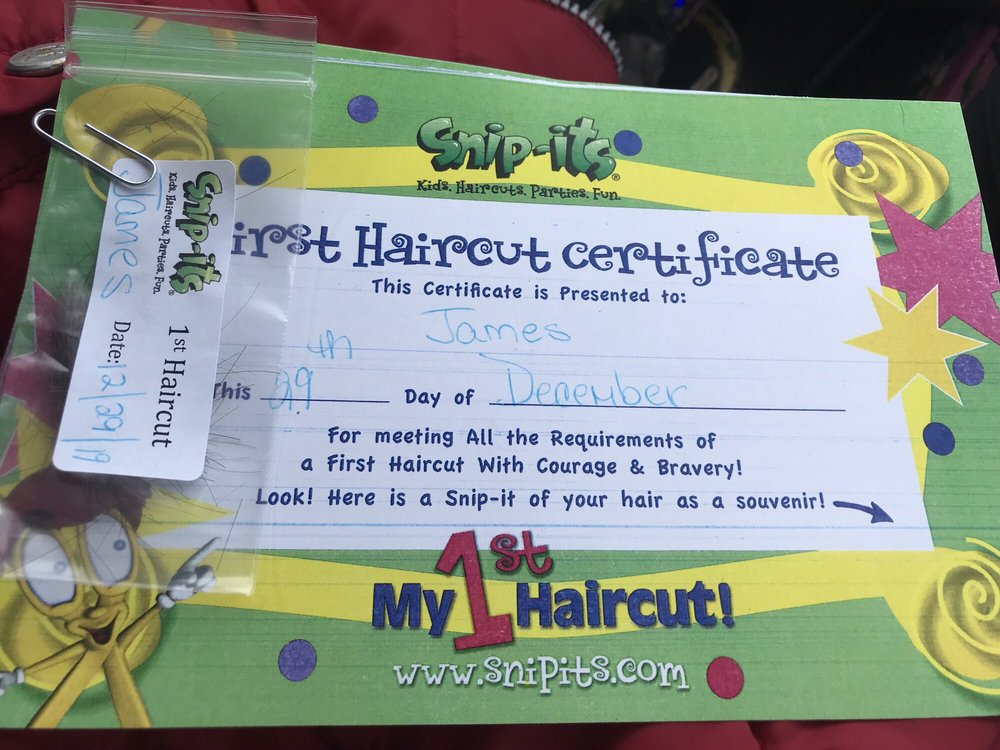 Snip-its®
Kids. Haircuts. Parties. Fun.
First Haircut Certificate
This Certificate is Presented to:
James
This 29th Day of December
For meeting All the Requirements of
a First Haircut With Courage & Bravery!
Look! Here is a Snip-it of your hair as a souvenir!
My 1st Haircut!
www.snipits.com
Snip-its®
Kids. Haircuts. Parties. Fun.
1st Haircut
James
Date: 12/29/19